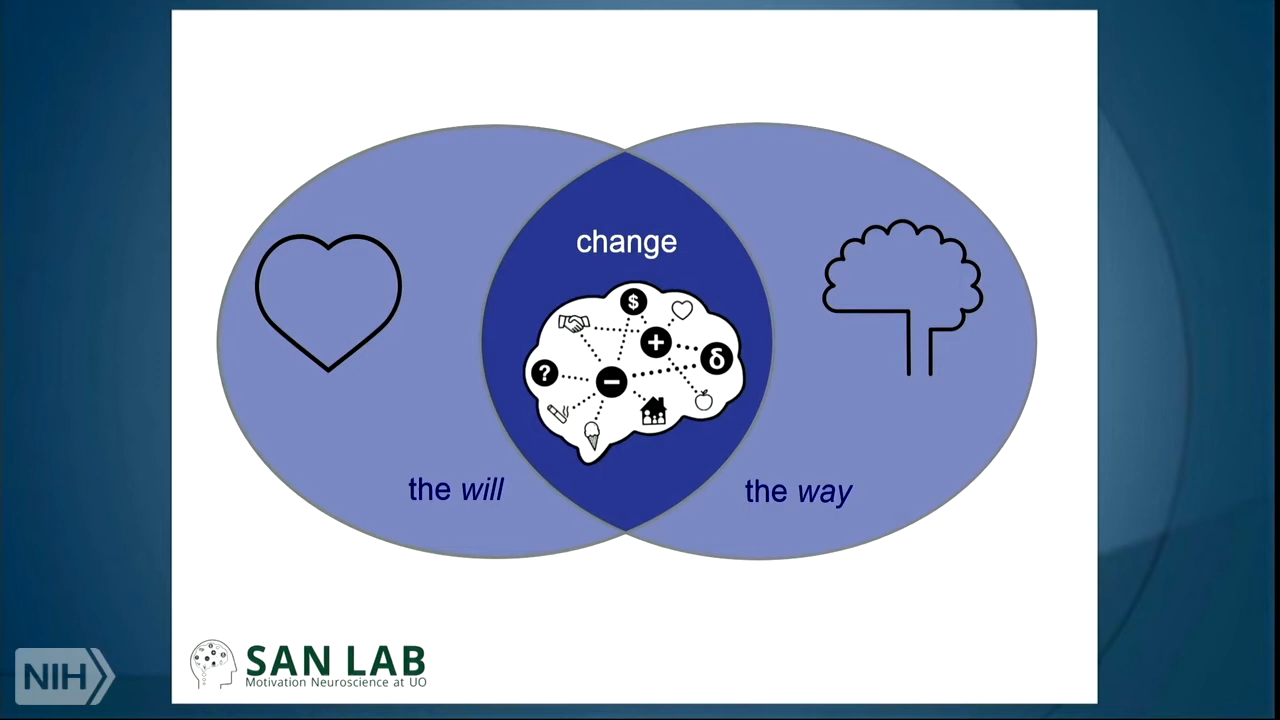 change
$
+
δ
?
−
the will
the way
SAN LAB
Motivation Neuroscience at UO
NIH